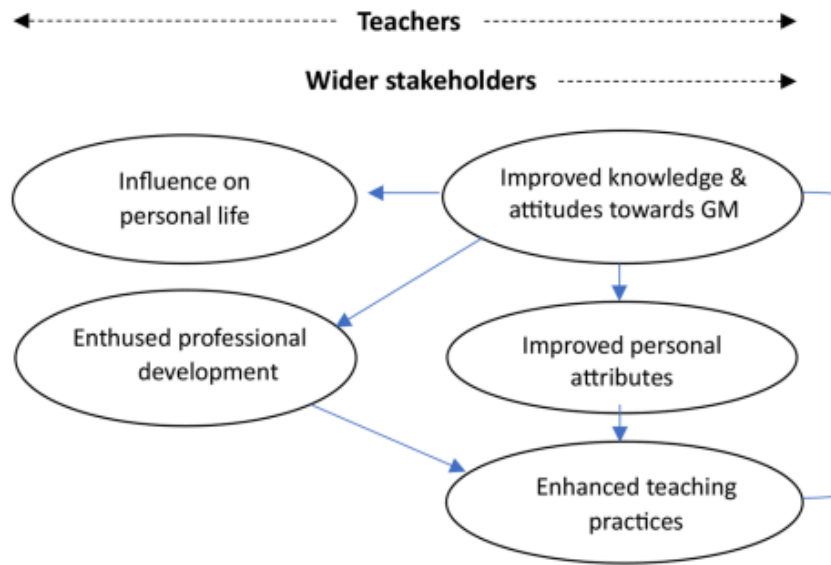 Teachers
Wider stakeholders
Influence on
personal life
Improved knowledge &
attitudes towards GM
Enthused professional
development
Improved personal
attributes
Enhanced teaching
practices